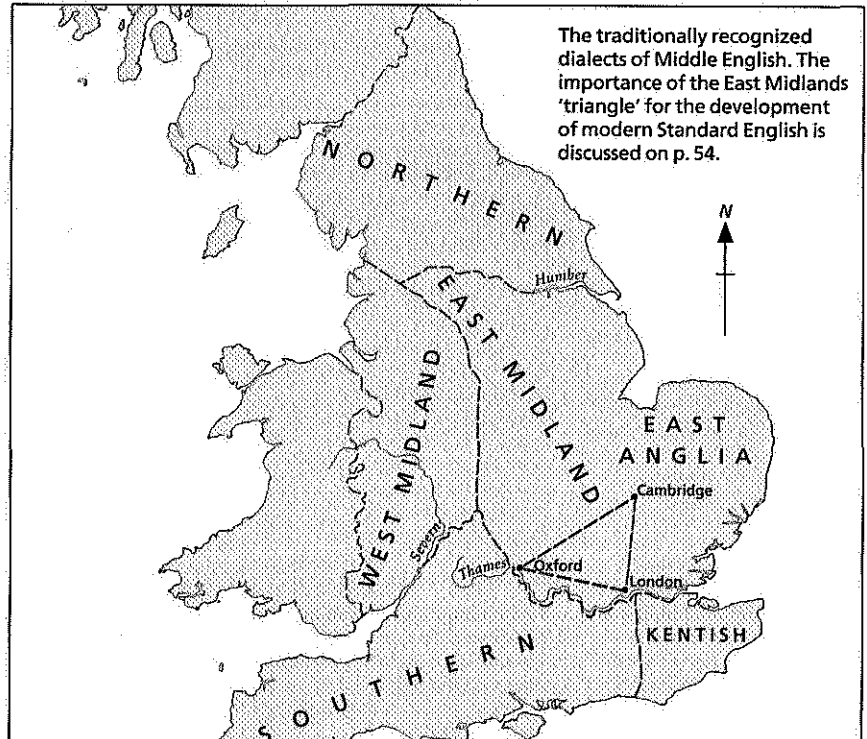 The traditionally recognized
dialects of Middle English. The
importance of the East Midlands
'triangle' for the development
of modern Standard English is
discussed on p. 54.
N
NORTHERN
Humber
EAST MIDLAND
WEST MIDLAND
EAST
ANGLIA
Cambridge
Severn
Thames
Oxford
London
KENTISH
SOUTHERN